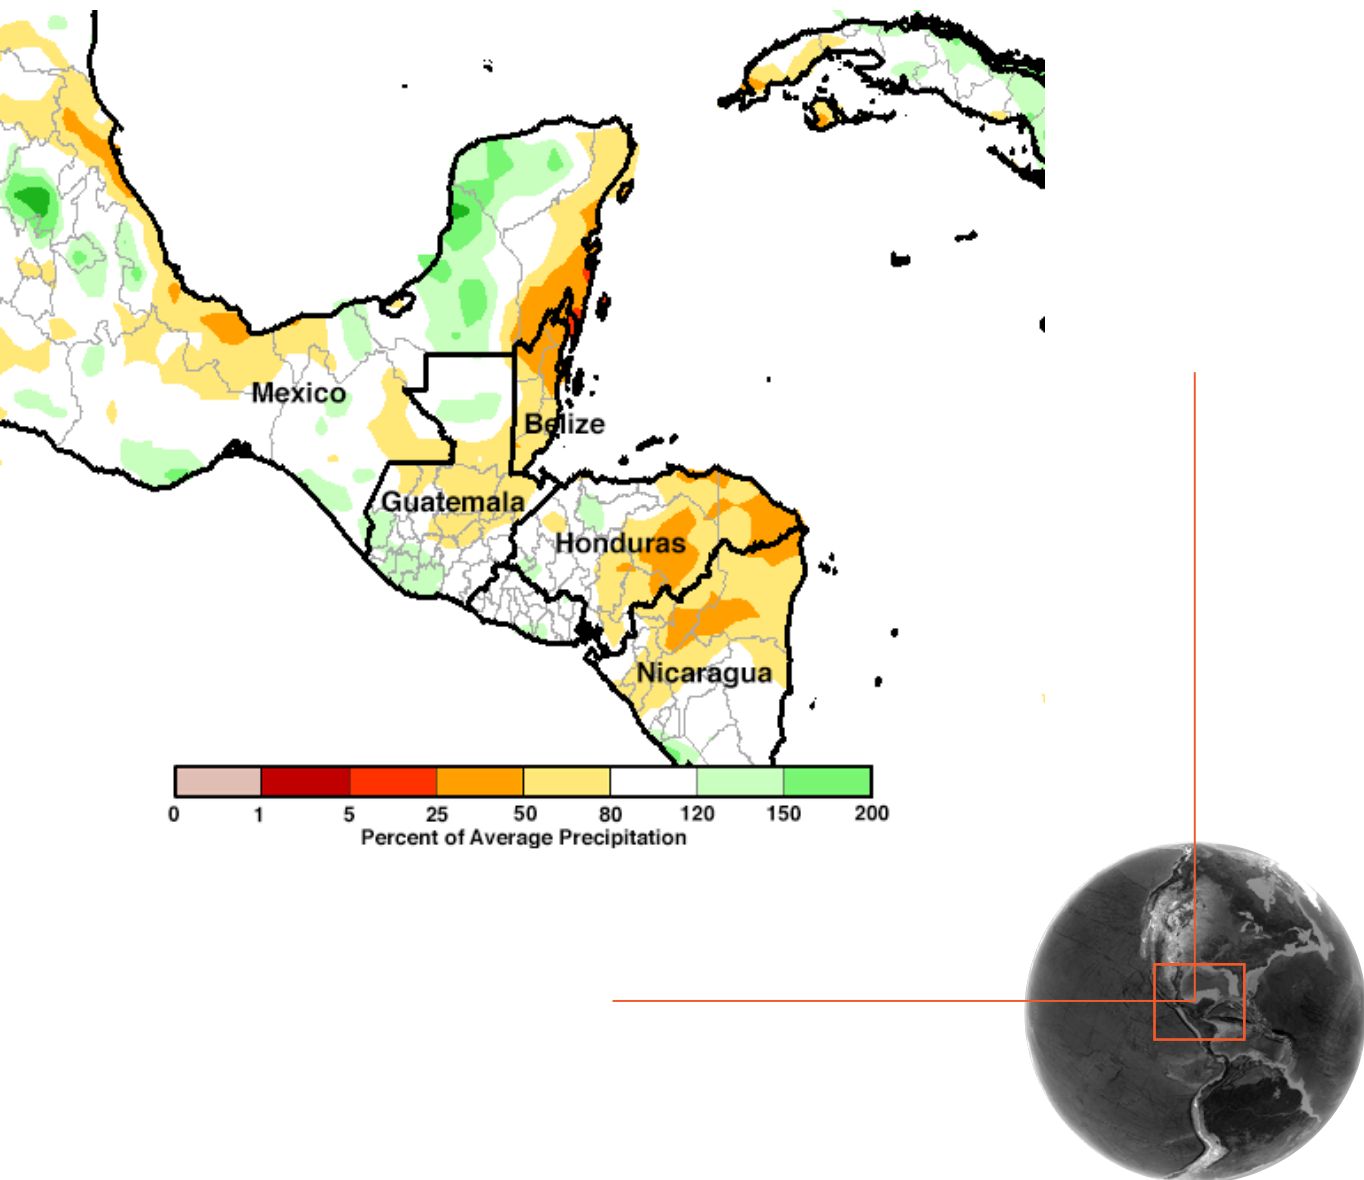 Mexico
Belize
Guatemala
Honduras
Nicaragua
0 1 5 25 50 80 120 150 200
Percent of Average Precipitation